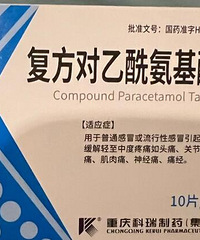 批准文号：国药准字H
复方对乙酰氨基
Compound Paracetamol Ta
【适应症】
用于普通感冒或流行性感冒引起
缓解轻至中度疼痛如头痛、关节
痛、肌肉痛、神经痛、痛经。
10片
重庆科瑞制药（集
CHONGQING KERUI PHARMACEUTIC